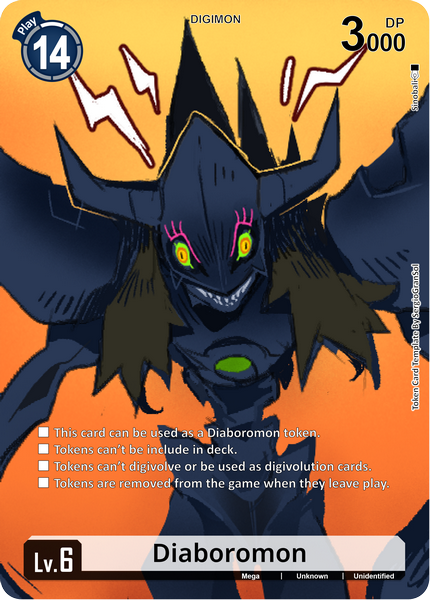 Play
14
DIGIMON
DP
3000
Sinobali
Token Card Template By SergioGranSol
This card can be used as a Diaboromon token.
Tokens can't be include in deck.
Tokens can't digivolve or be used as digivolution cards.
Tokens are removed from the game when they leave play.
Lv.6
Diaboromon
Mega | Unknown | Unidentified